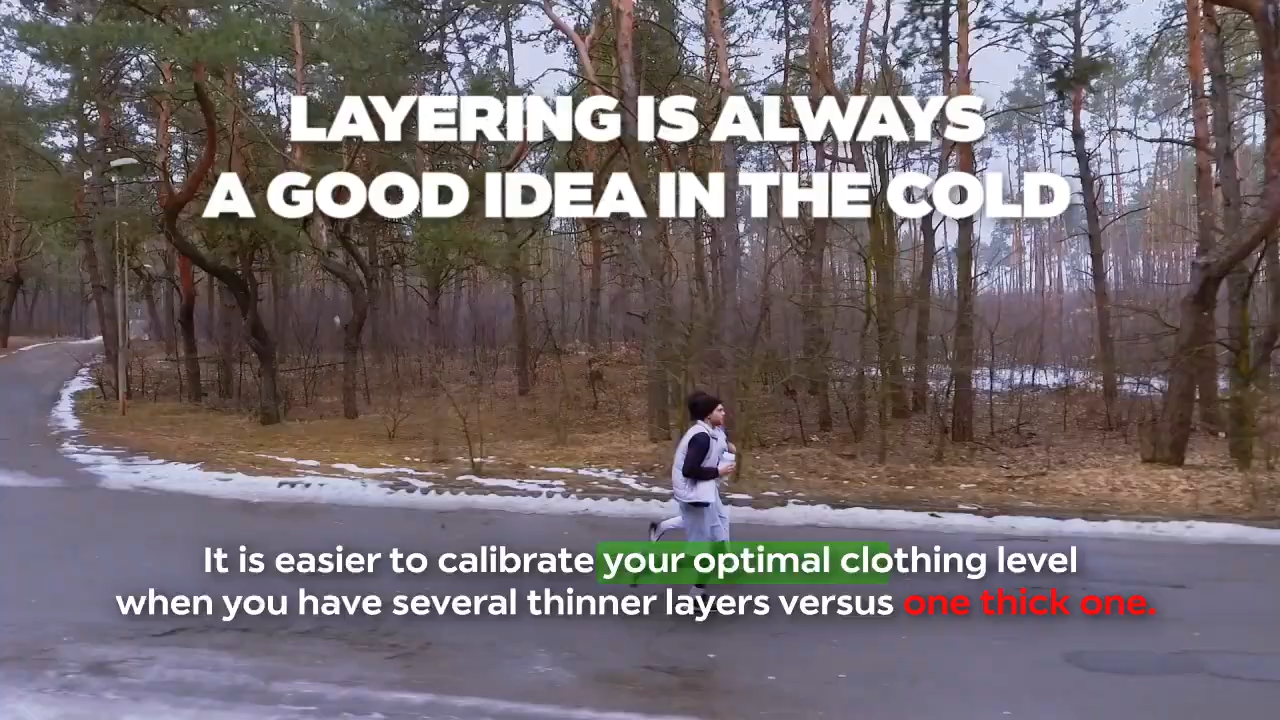 LAYERING IS ALWAYS
A GOOD IDEA IN THE COLD
It is easier to calibrate your optimal clothing level
when you have several thinner layers versus one thick one.